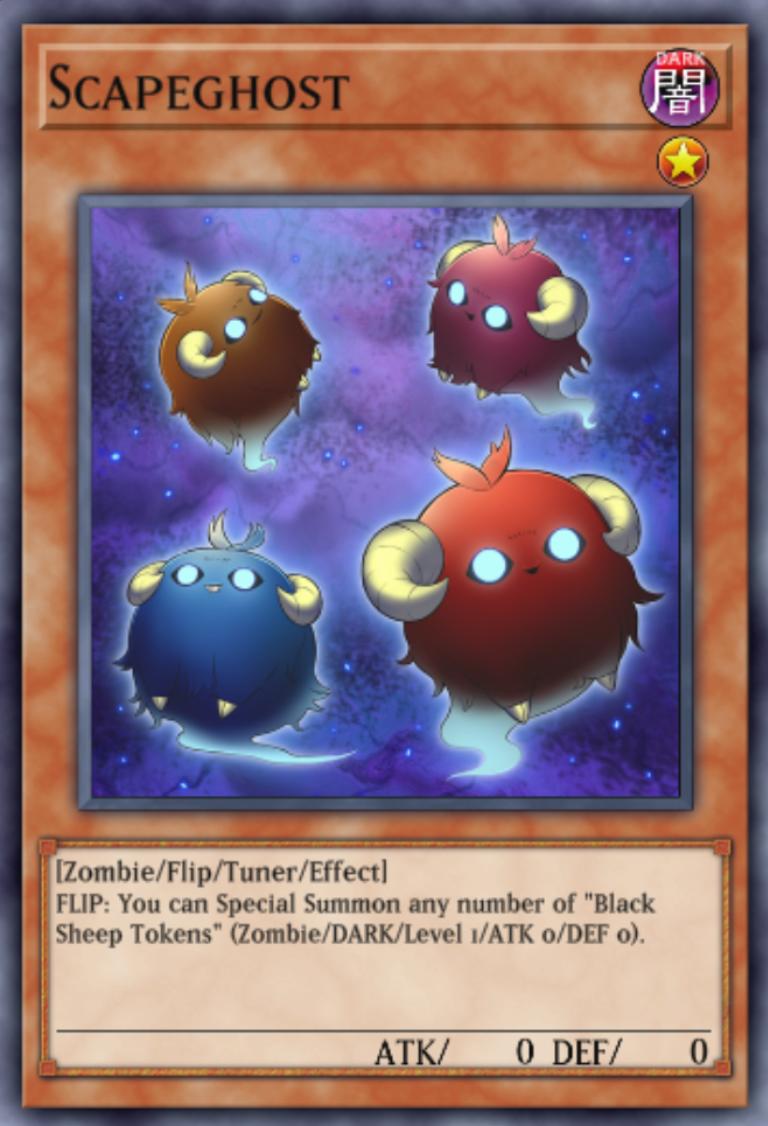 Scapeghost
DARK
闇
[Zombie/Flip/Tuner/Effect]
FLIP: You can Special Summon any number of "Black
Sheep Tokens" (Zombie/DARK/Level 1/ATK 0/DEF 0).
ATK/ 0 DEF/ 0